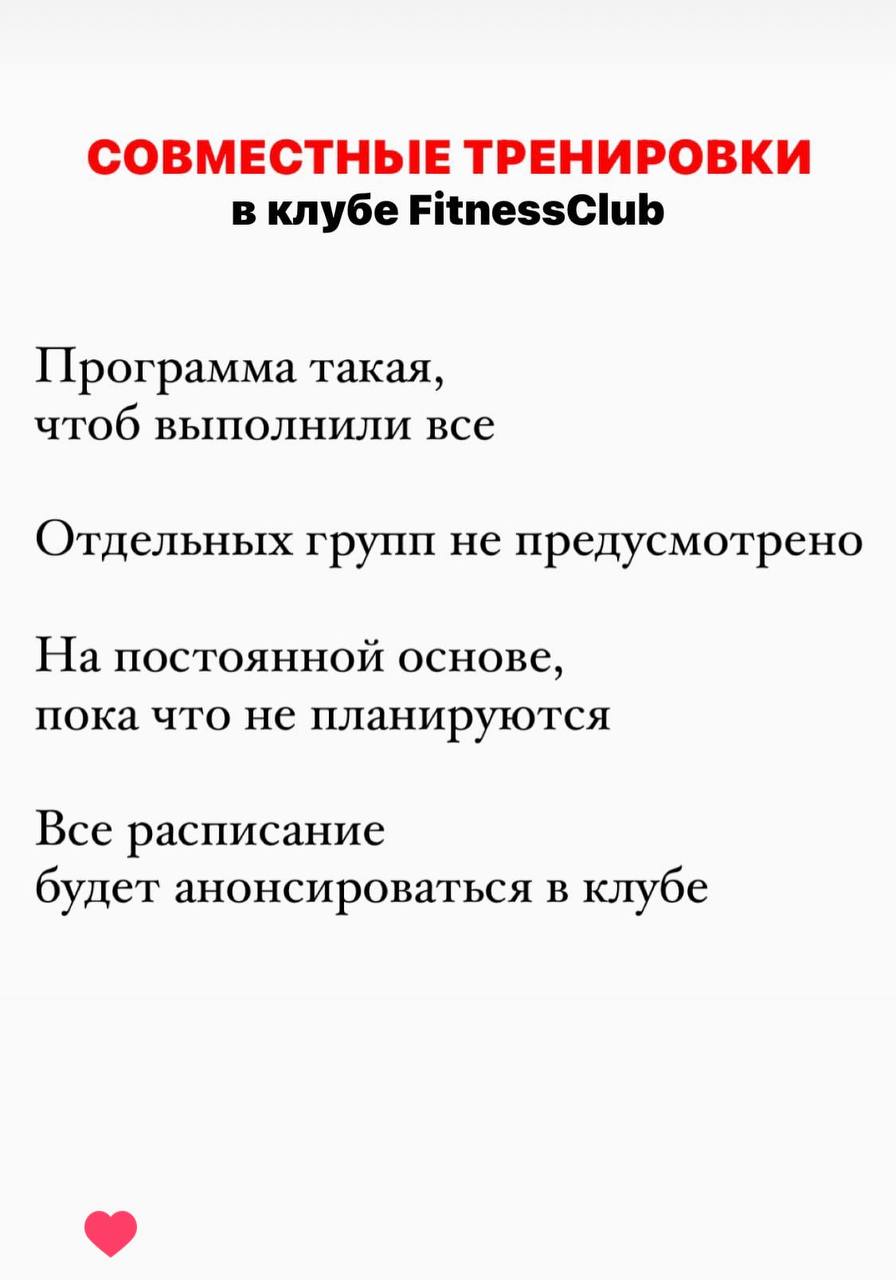 СОВМЕСТНЫЕ ТРЕНИРОВКИ
в клубе FitnessClub
Программа такая,
чтоб выполнили все
Отдельных групп не предусмотрено
На постоянной основе,
пока что не планируются
Все расписание
будет анонсироваться в клубе